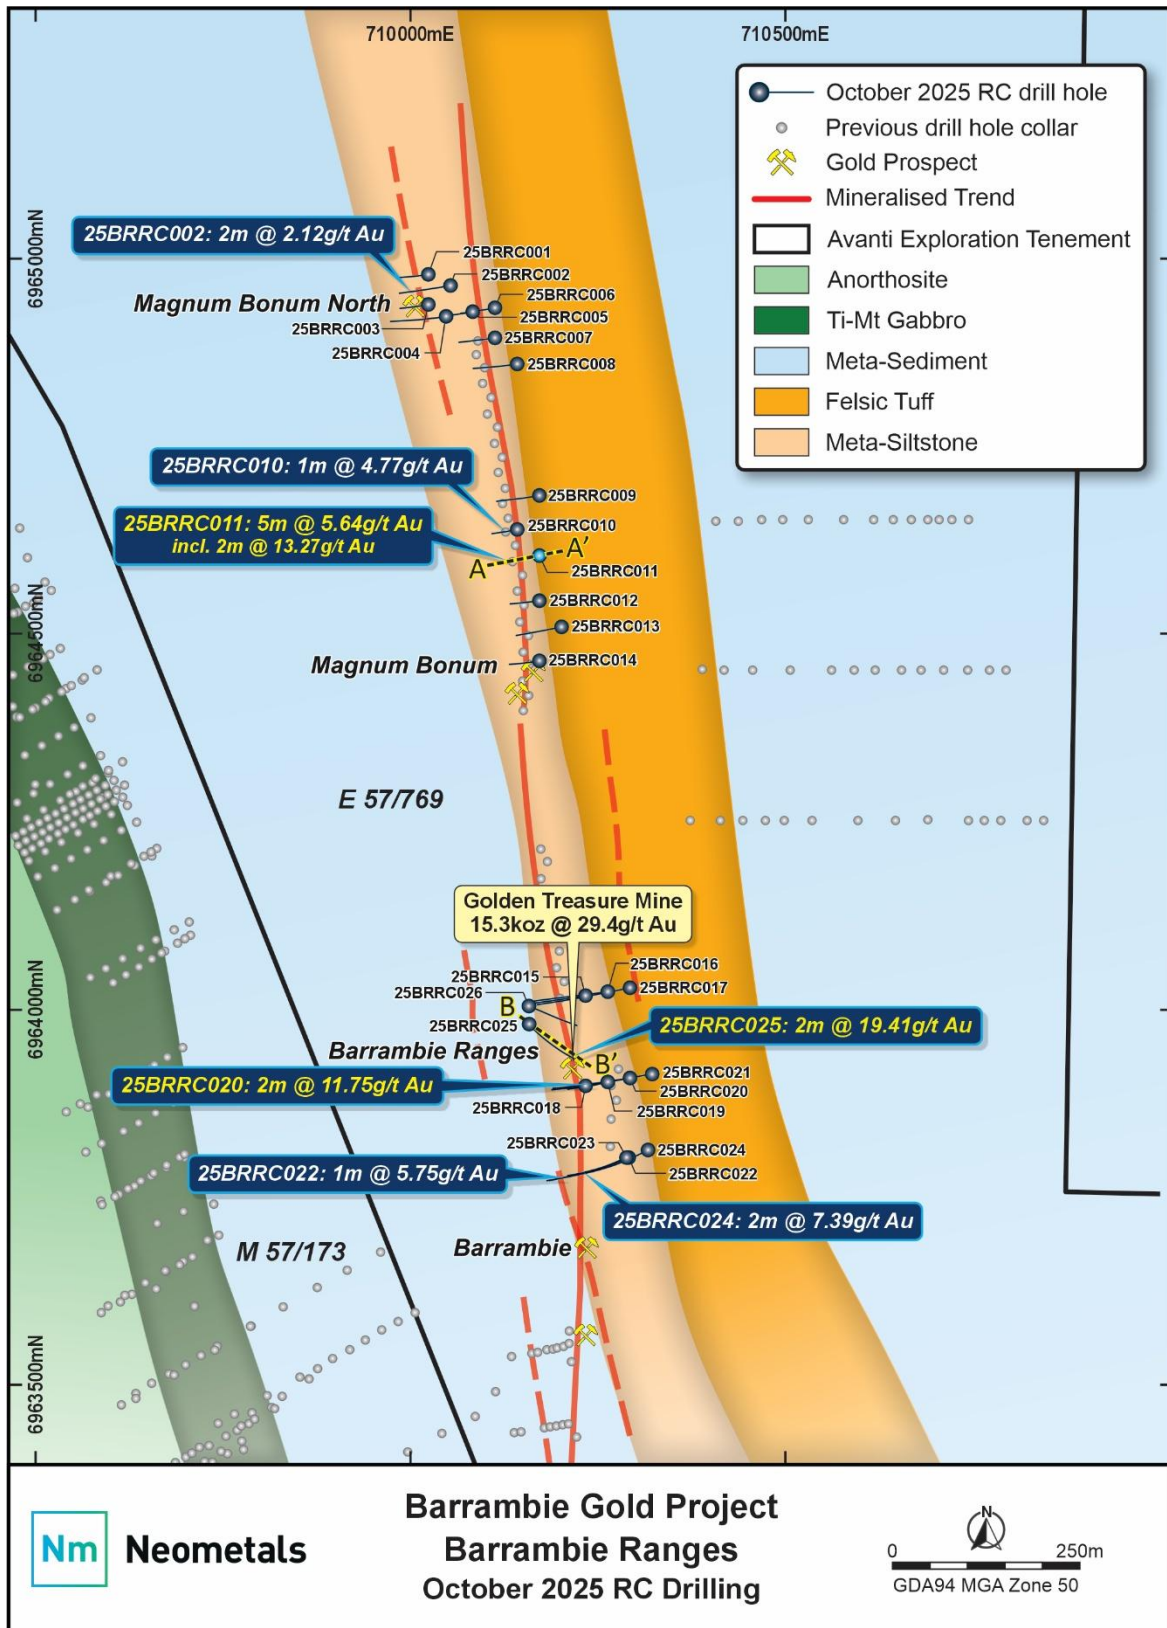 710000mE
710500mE
October 2025 RC drill hole
Previous drill hole collar
Gold Prospect
Mineralised Trend
Avanti Exploration Tenement
Anorthosite
Ti-Mt Gabbro
Meta-Sediment
Felsic Tuff
Meta-Siltstone
6965000mN
25BRRC002: 2m @ 2.12g/t Au
25BRRC001
25BRRC002
Magnum Bonum North
25BRRC006
25BRRC003
25BRRC005
25BRRC004
25BRRC007
25BRRC008
25BRRC010: 1m @ 4.77g/t Au
25BRRC009
25BRRC011: 5m @ 5.64g/t Au
incl. 2m @ 13.27g/t Au
25BRRC010
A
A'
25BRRC011
25BRRC012
6964500mN
25BRRC013
Magnum Bonum
25BRRC014
E 57/769
Golden Treasure Mine
15.3koz @ 29.4g/t Au
6964000mN
25BRRC015
25BRRC016
25BRRC026
25BRRC017
B
25BRRC025
25BRRC025: 2m @ 19.41g/t Au
Barrambie Ranges
B'
25BRRC020: 2m @ 11.75g/t Au
25BRRC021
25BRRC020
25BRRC018
25BRRC019
25BRRC023
25BRRC024
25BRRC022: 1m @ 5.75g/t Au
25BRRC022
25BRRC024: 2m @ 7.39g/t Au
M 57/173
Barrambie
6963500mN
Nm Neometals
Barrambie Gold Project
Barrambie Ranges
October 2025 RC Drilling
N
0 250m
GDA94 MGA Zone 50